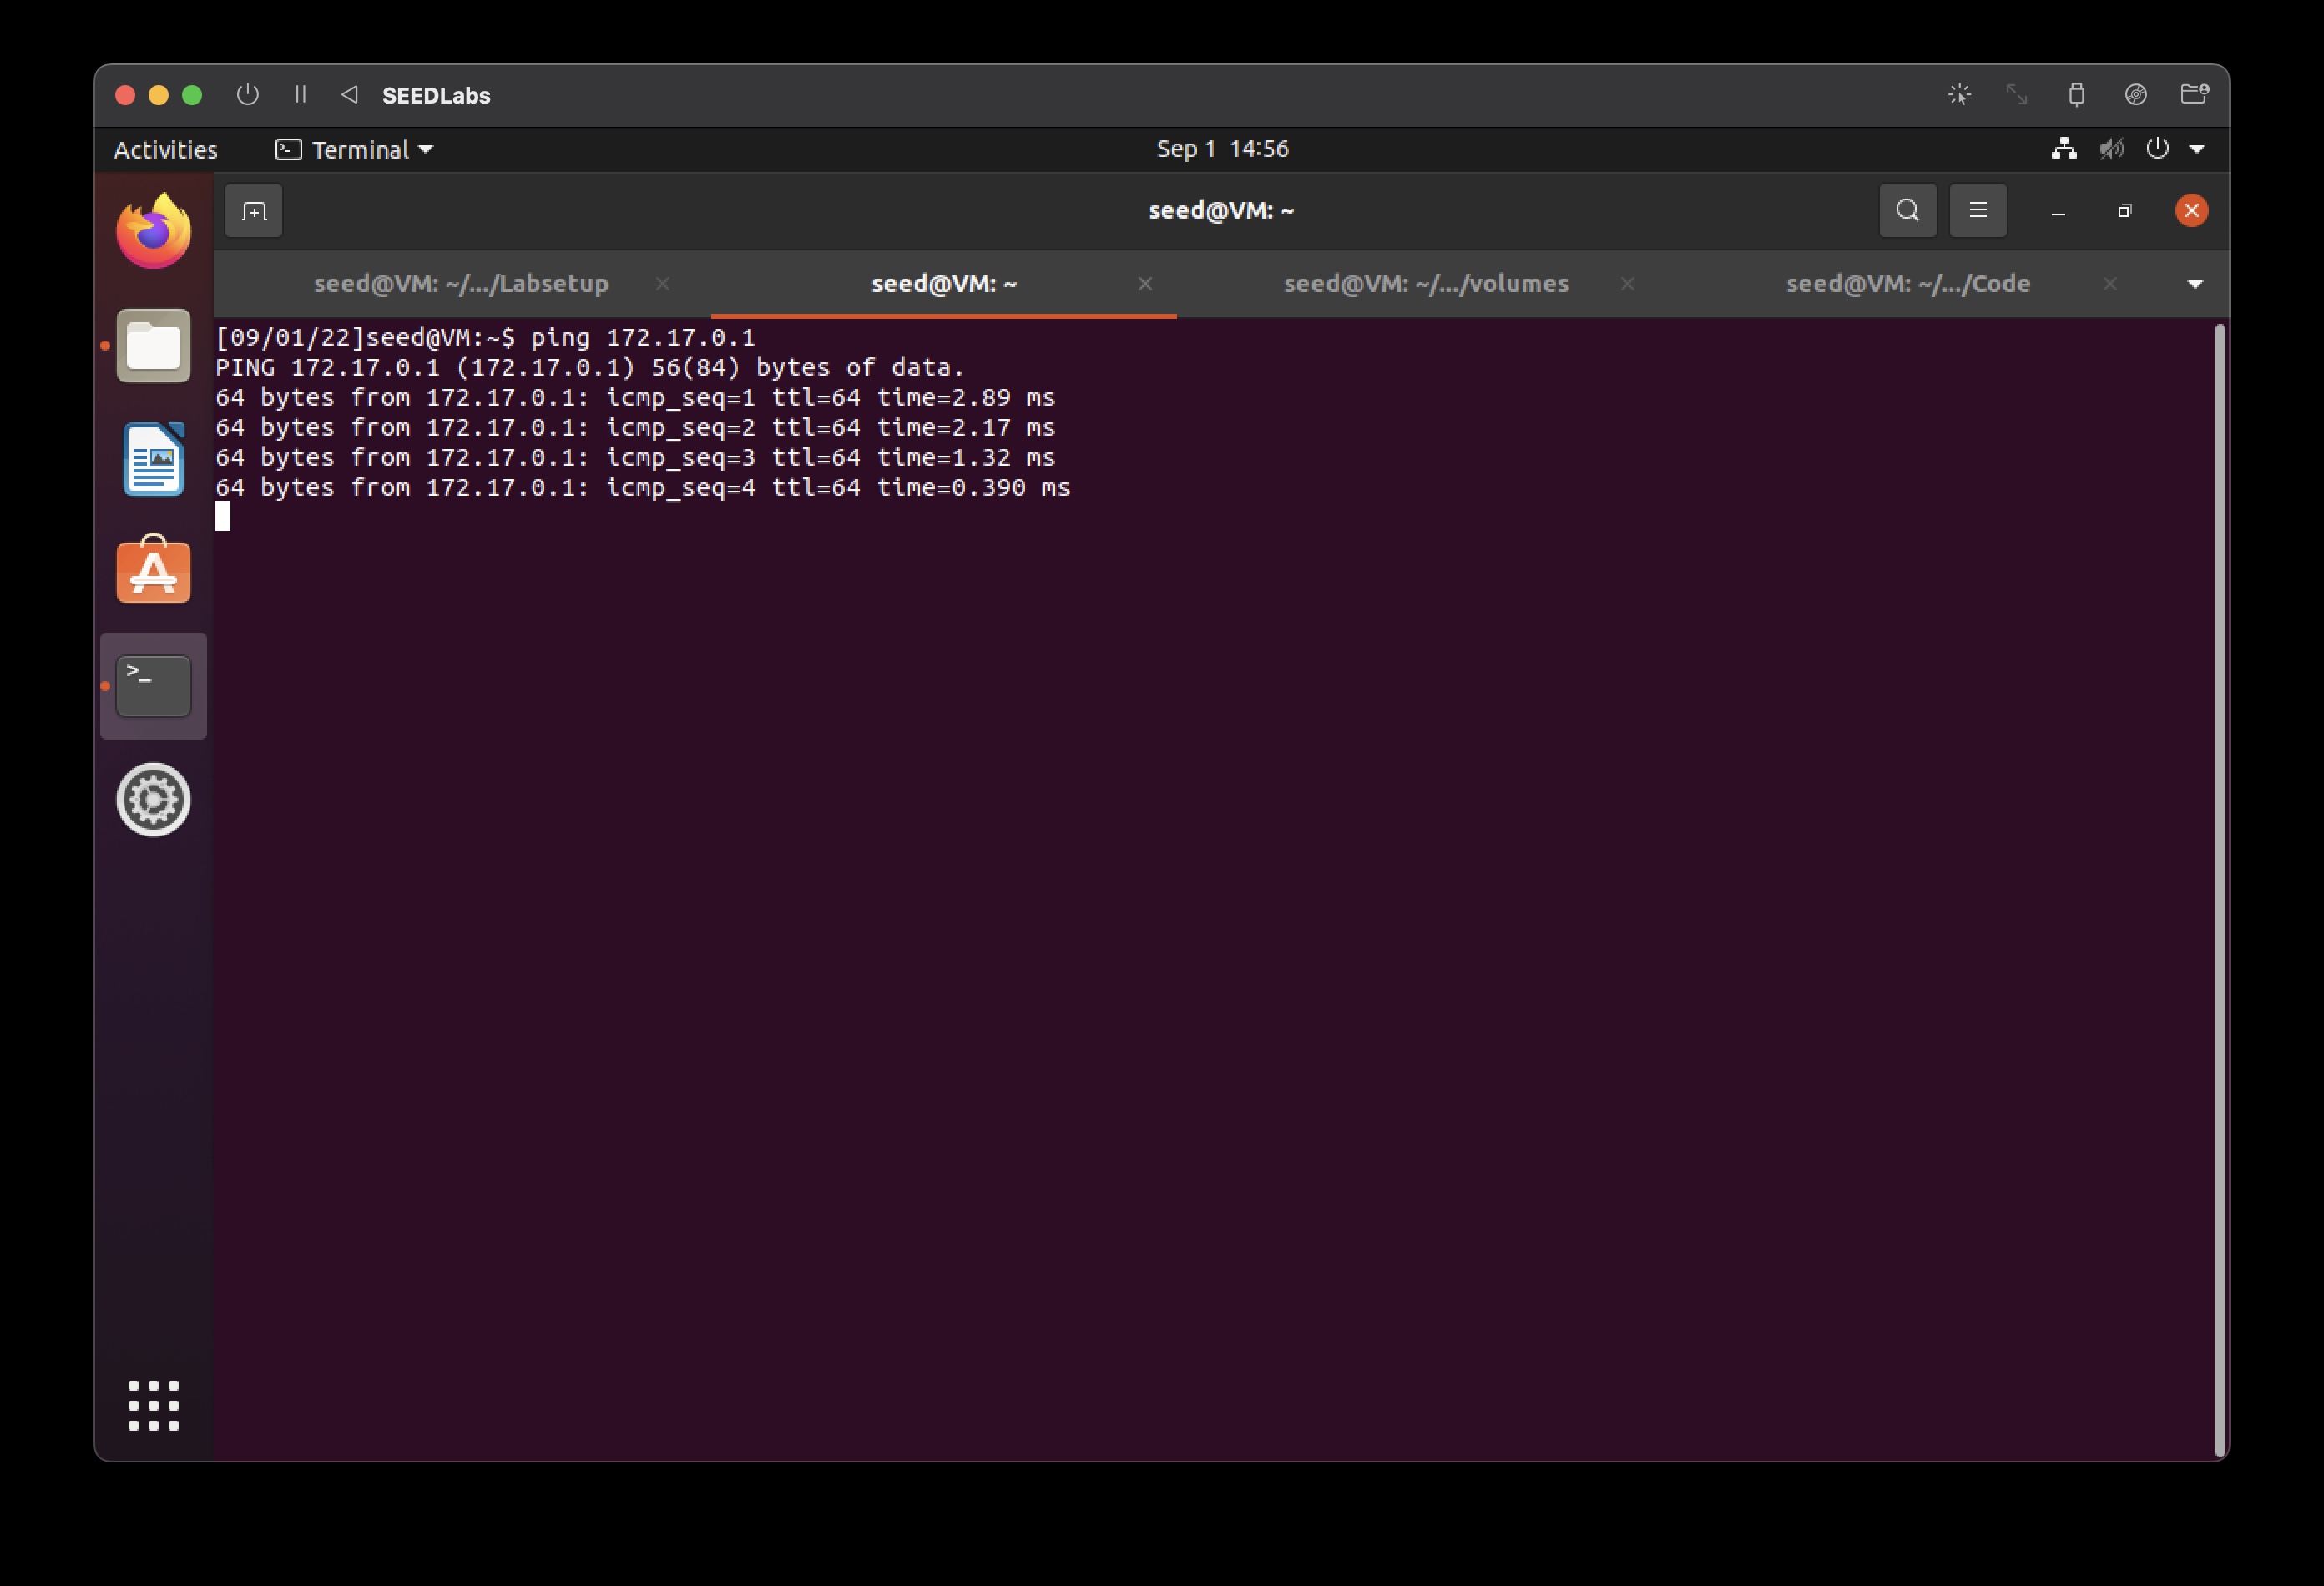 SEEDLabs
Activities Terminal Sep 1 14:56
seed@VM: ~
seed@VM: ~/.../Labsetup seed@VM: ~ seed@VM: ~/.../volumes seed@VM: ~/.../Code
[09/01/22]seed@VM:~$ ping 172.17.0.1
PING 172.17.0.1 (172.17.0.1) 56(84) bytes of data.
64 bytes from 172.17.0.1: icmp_seq=1 ttl=64 time=2.89 ms
64 bytes from 172.17.0.1: icmp_seq=2 ttl=64 time=2.17 ms
64 bytes from 172.17.0.1: icmp_seq=3 ttl=64 time=1.32 ms
64 bytes from 172.17.0.1: icmp_seq=4 ttl=64 time=0.390 ms